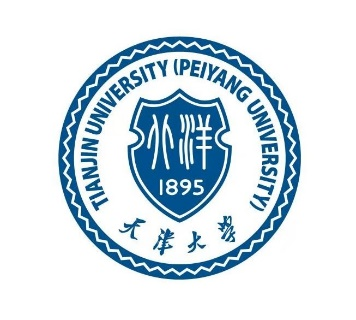 TIANJIN UNIVERSITY (PEIYANG UNIVERSITY)
北洋
1895
天津大学